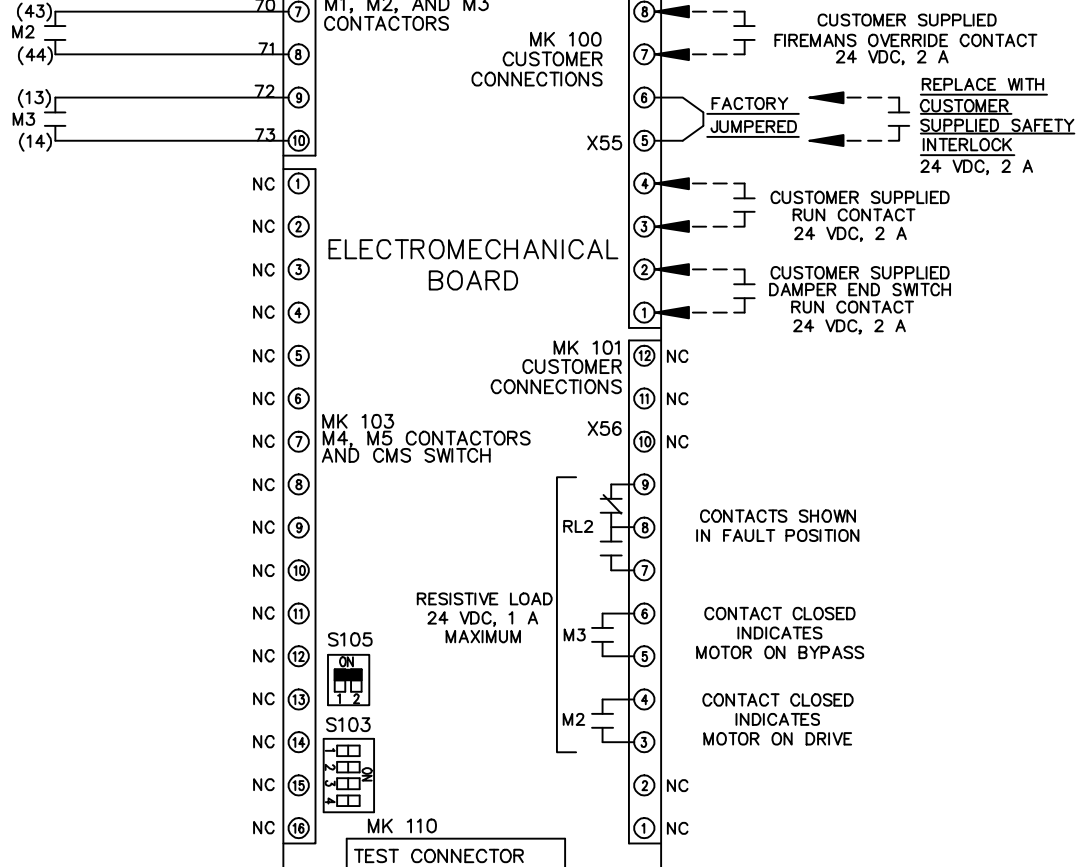 (43)
M2
(44)
70
71
7
8
M1, M2, AND M3
CONTACTORS
(13)
M3
(14)
72
73
9
10
MK 100
CUSTOMER
CONNECTIONS
X55
8
7
6
5
4
3
2
1
CUSTOMER SUPPLIED
FIREMANS OVERRIDE CONTACT
24 VDC, 2 A
FACTORY
JUMPERED
REPLACE WITH
CUSTOMER
SUPPLIED SAFETY
INTERLOCK
24 VDC, 2 A
CUSTOMER SUPPLIED
RUN CONTACT
24 VDC, 2 A
CUSTOMER SUPPLIED
DAMPER END SWITCH
RUN CONTACT
24 VDC, 2 A
ELECTROMECHANICAL
BOARD
NC 1
NC 2
NC 3
NC 4
NC 5
NC 6
NC 7
NC 8
NC 9
NC 10
NC 11
NC 12
NC 13
NC 14
NC 15
NC 16
MK 103
M4, M5 CONTACTORS
AND CMS SWITCH
MK 101
CUSTOMER
CONNECTIONS
X56
12 NC
11 NC
10 NC
9
8
7
6
5
4
3
2 NC
1 NC
RL2
M3
M2
RESISTIVE LOAD
24 VDC, 1 A
MAXIMUM
CONTACTS SHOWN
IN FAULT POSITION
CONTACT CLOSED
INDICATES
MOTOR ON BYPASS
CONTACT CLOSED
INDICATES
MOTOR ON DRIVE
S105
ON
1 2
S103
1
2
3
4
ON
MK 110
TEST CONNECTOR